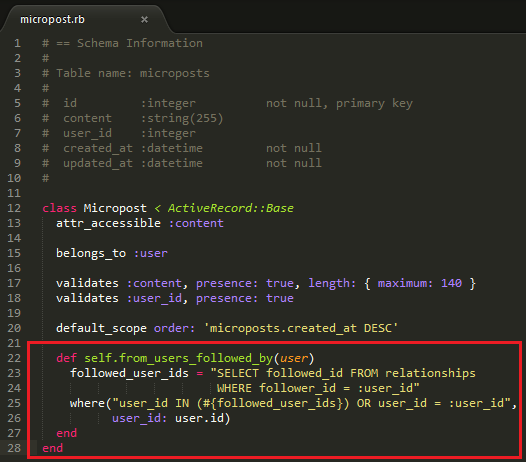 micropost.rb ×
1 # == Schema Information
2 #
3 # Table name: microposts
4 #
5 #  id         :integer          not null, primary key
6 #  content    :string(255)
7 #  user_id    :integer
8 #  created_at :datetime         not null
9 #  updated_at :datetime         not null
10 #
11
12 class Micropost < ActiveRecord::Base
13   attr_accessible :content
14
15   belongs_to :user
16
17   validates :content, presence: true, length: { maximum: 140 }
18   validates :user_id, presence: true
19
20   default_scope order: 'microposts.created_at DESC'
21
22   def self.from_users_followed_by(user)
23     followed_user_ids = "SELECT followed_id FROM relationships
24                          WHERE follower_id = :user_id"
25     where("user_id IN (#{followed_user_ids}) OR user_id = :user_id",
26           user_id: user.id)
27   end
28 end